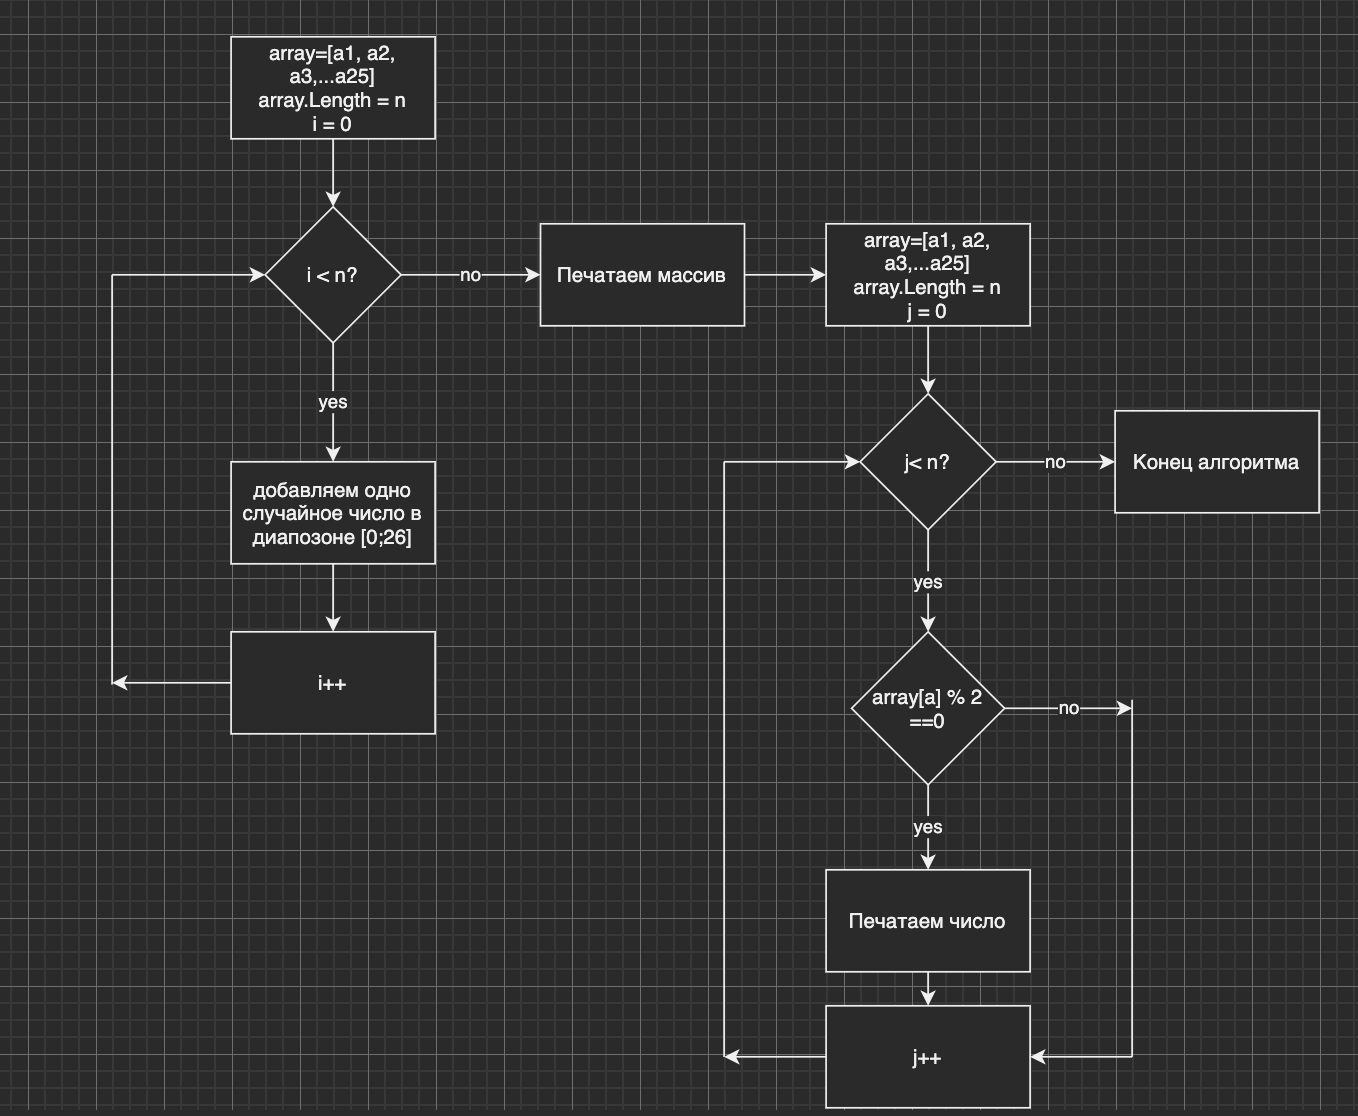 array=[a1, a2,
a3,...a25]
array.Length = n
i = 0
i < n?
no
Печатаем массив
array=[a1, a2,
a3,...a25]
array.Length = n
j = 0
yes
добавляем одно
случайное число в
диапозоне [0;26]
i++
j< n?
no
Конец алгоритма
yes
array[a] % 2
==0
no
yes
Печатаем число
j++